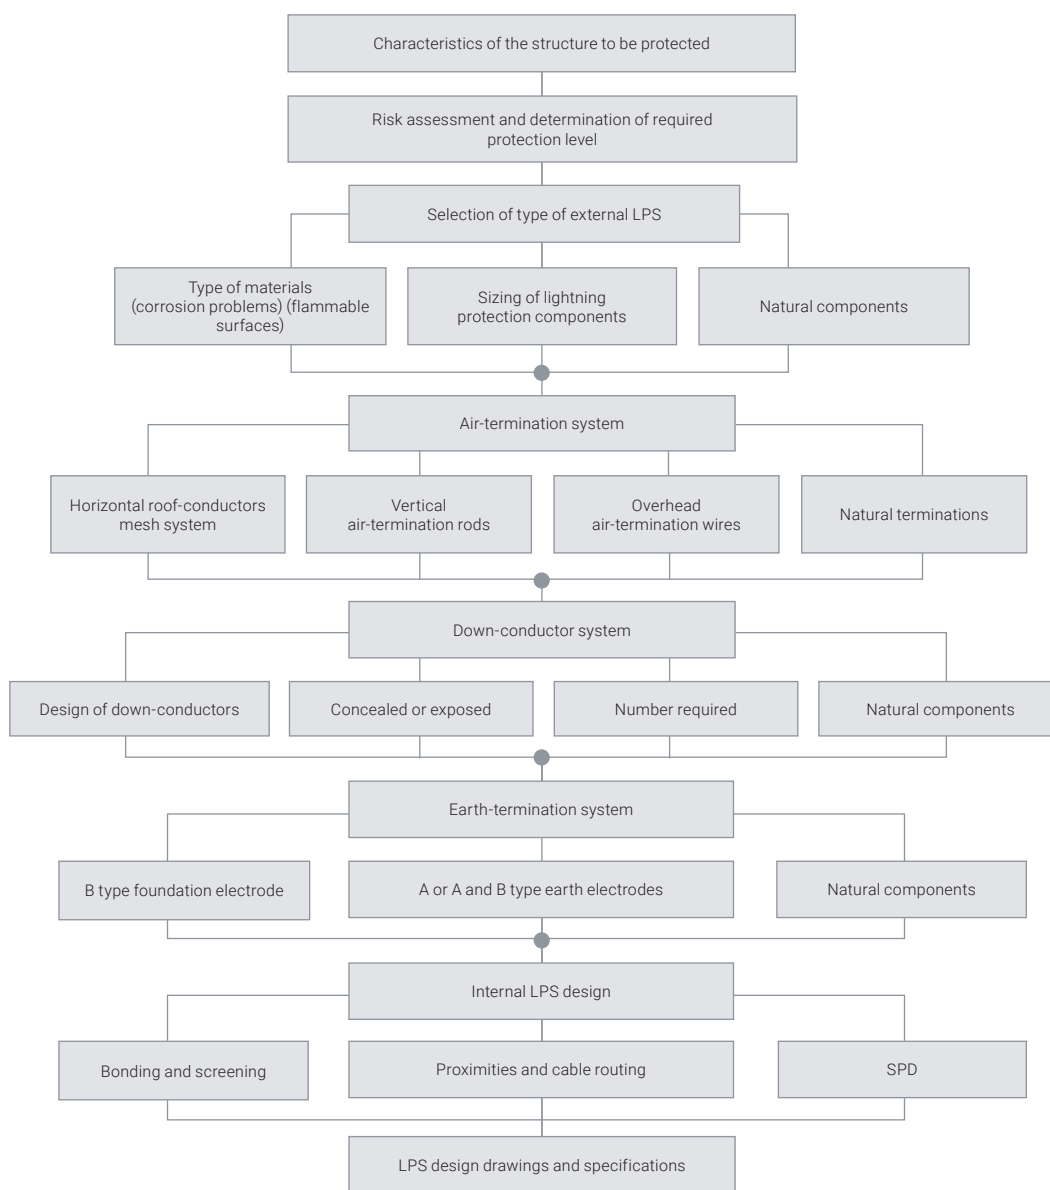 Characteristics of the structure to be protected
Risk assessment and determination of required
protection level
Selection of type of external LPS
Type of materials
(corrosion problems) (flammable
surfaces)
Sizing of lightning
protection components
Natural components
Air-termination system
Horizontal roof-conductors
mesh system
Vertical
air-termination rods
Overhead
air-termination wires
Natural terminations
Down-conductor system
Design of down-conductors
Concealed or exposed
Number required
Natural components
Earth-termination system
B type foundation electrode
A or A and B type earth electrodes
Natural components
Internal LPS design
Bonding and screening
Proximities and cable routing
SPD
LPS design drawings and specifications